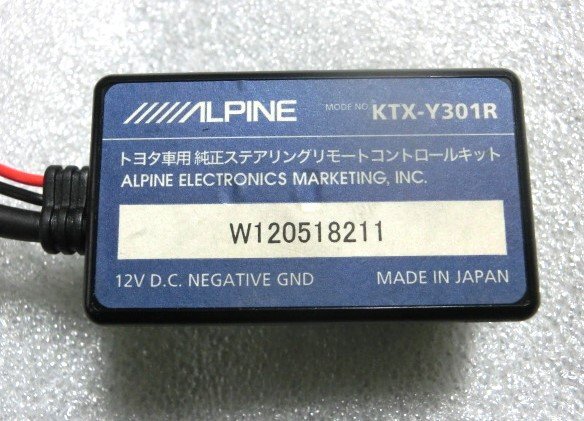 ALPINE MODE NO. KTX-Y301R
トヨタ車用 純正ステアリングリモートコントロールキット
ALPINE ELECTRONICS MARKETING, INC.
W120518211
12V D.C. NEGATIVE GND MADE IN JAPAN